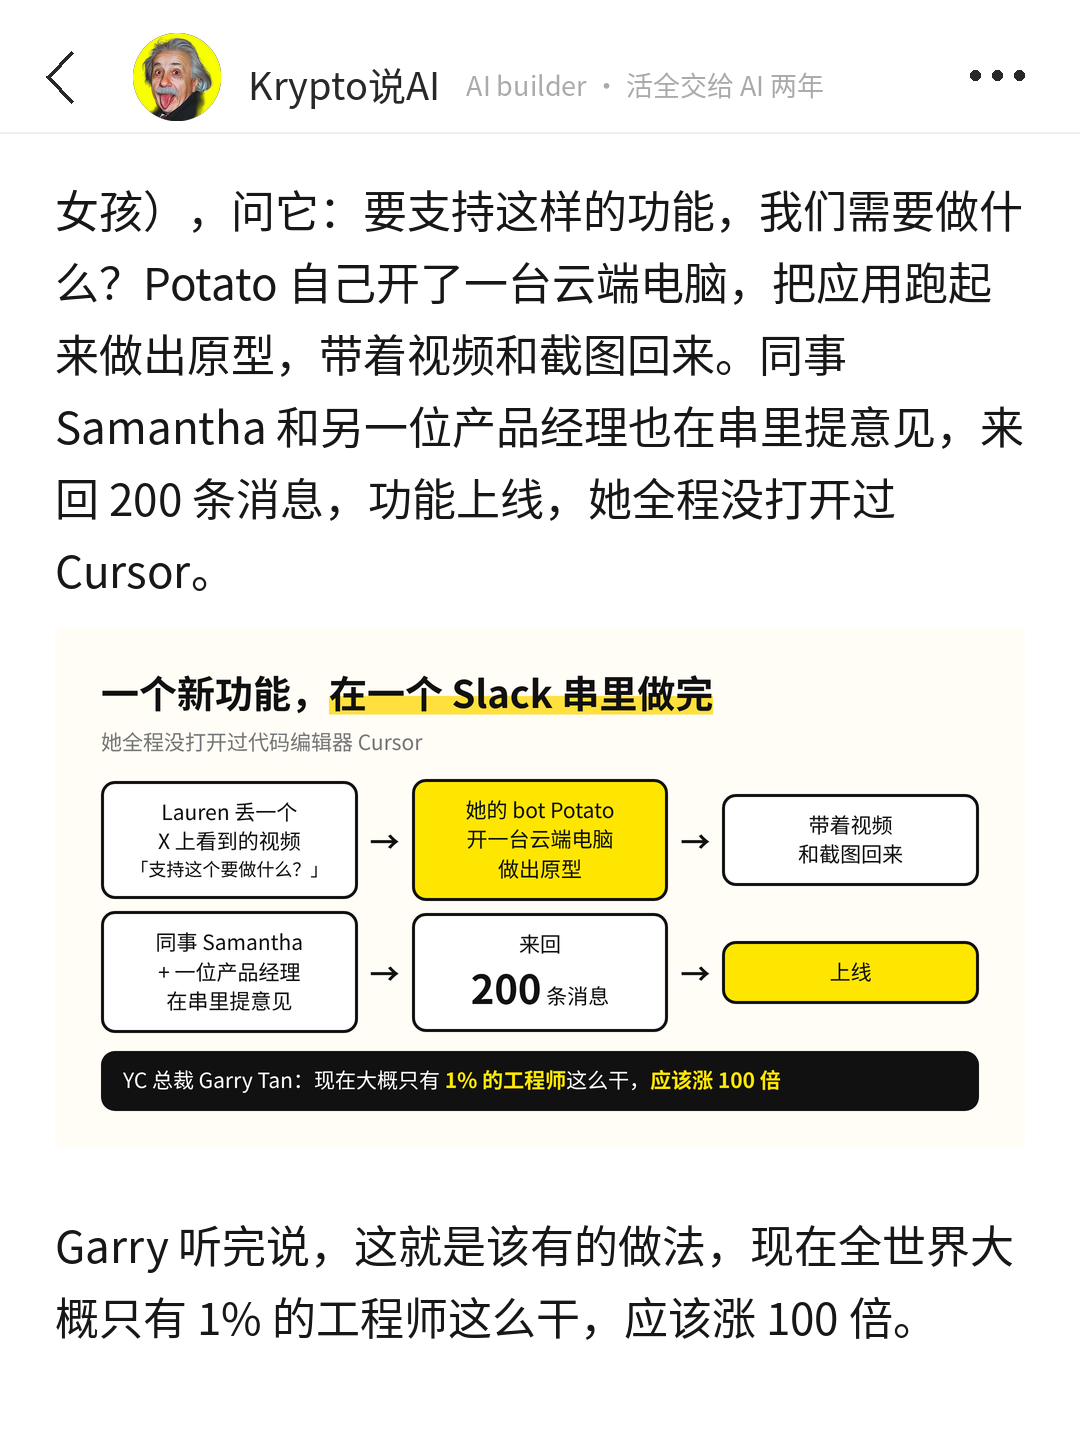 Krypto说AI AI builder · 活全交给 AI 两年
女孩），问它：要支持这样的功能，我们需要做什
么？Potato 自己开了一台云端电脑，把应用跑起
来做出原型，带着视频和截图回来。同事
Samantha 和另一位产品经理也在串里提意见，来
回 200 条消息，功能上线，她全程没打开过
Cursor。
一个新功能，在一个 Slack 串里做完
她全程没打开过代码编辑器 Cursor
Lauren 丢一个
X 上看到的视频
「支持这个要做什么？」
→
她的 bot Potato
开一台云端电脑
做出原型
→
带着视频
和截图回来
同事 Samantha
+ 一位产品经理
在串里提意见
→
来回
200 条消息
→
上线
YC 总裁 Garry Tan：现在大概只有 1% 的工程师这么干，应该涨 100 倍
Garry 听完说，这就是该有的做法，现在全世界大
概只有 1% 的工程师这么干，应该涨 100 倍。